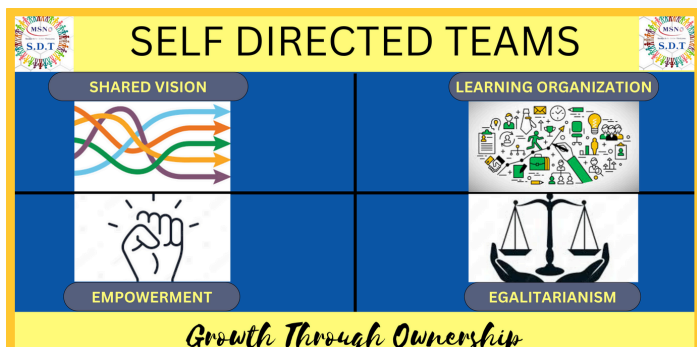 MSN
S.D.T
SELF DIRECTED TEAMS
MSN
S.D.T
SHARED VISION
LEARNING ORGANIZATION
EMPOWERMENT
EGALITARIANISM
Growth Through Ownership